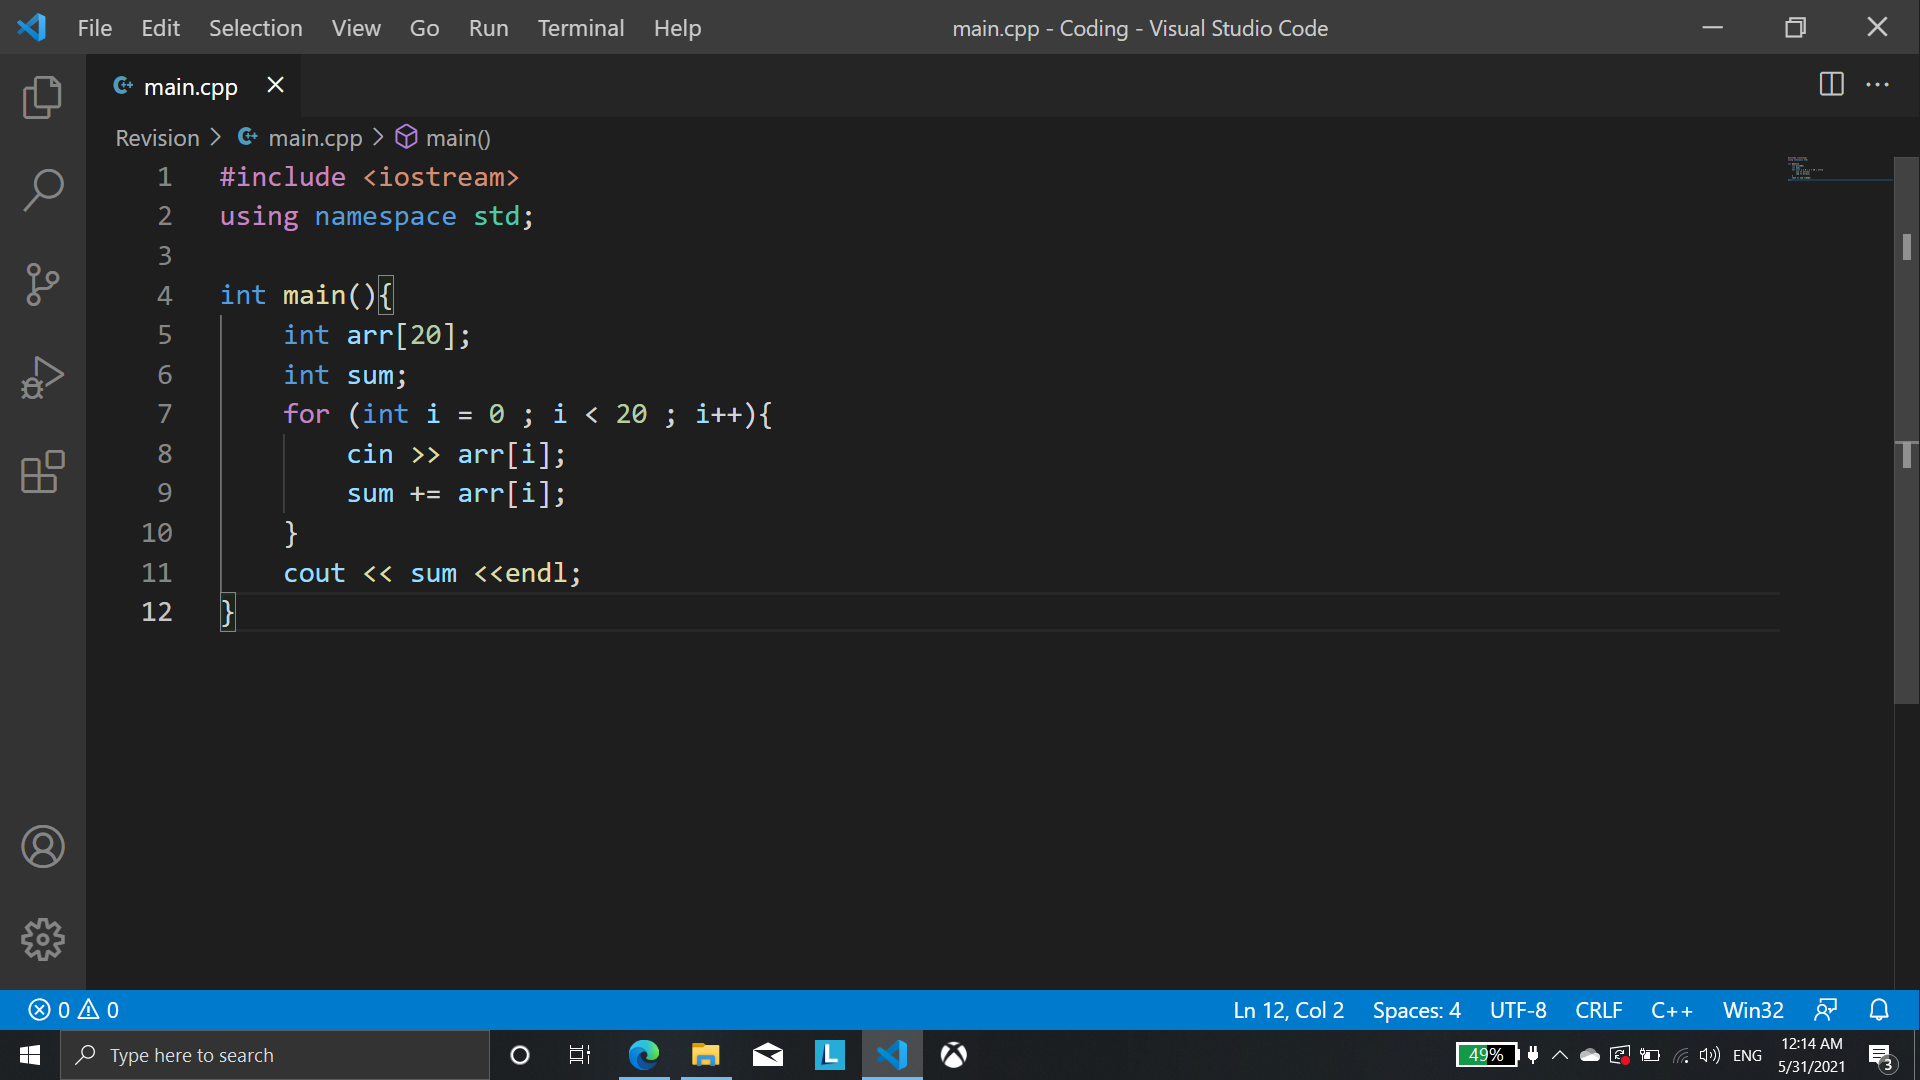 File Edit Selection View Go Run Terminal Help main.cpp - Coding - Visual Studio Code
main.cpp
Revision > main.cpp > main()
1 #include <iostream>
2 using namespace std;
3
4 int main(){
5     int arr[20];
6     int sum;
7     for (int i = 0 ; i < 20 ; i++){
8         cin >> arr[i];
9         sum += arr[i];
10     }
11     cout << sum <<endl;
12 }
0 0 Ln 12, Col 2 Spaces: 4 UTF-8 CRLF C++ Win32
Type here to search L 49% ENG 12:14 AM 3
5/31/2021